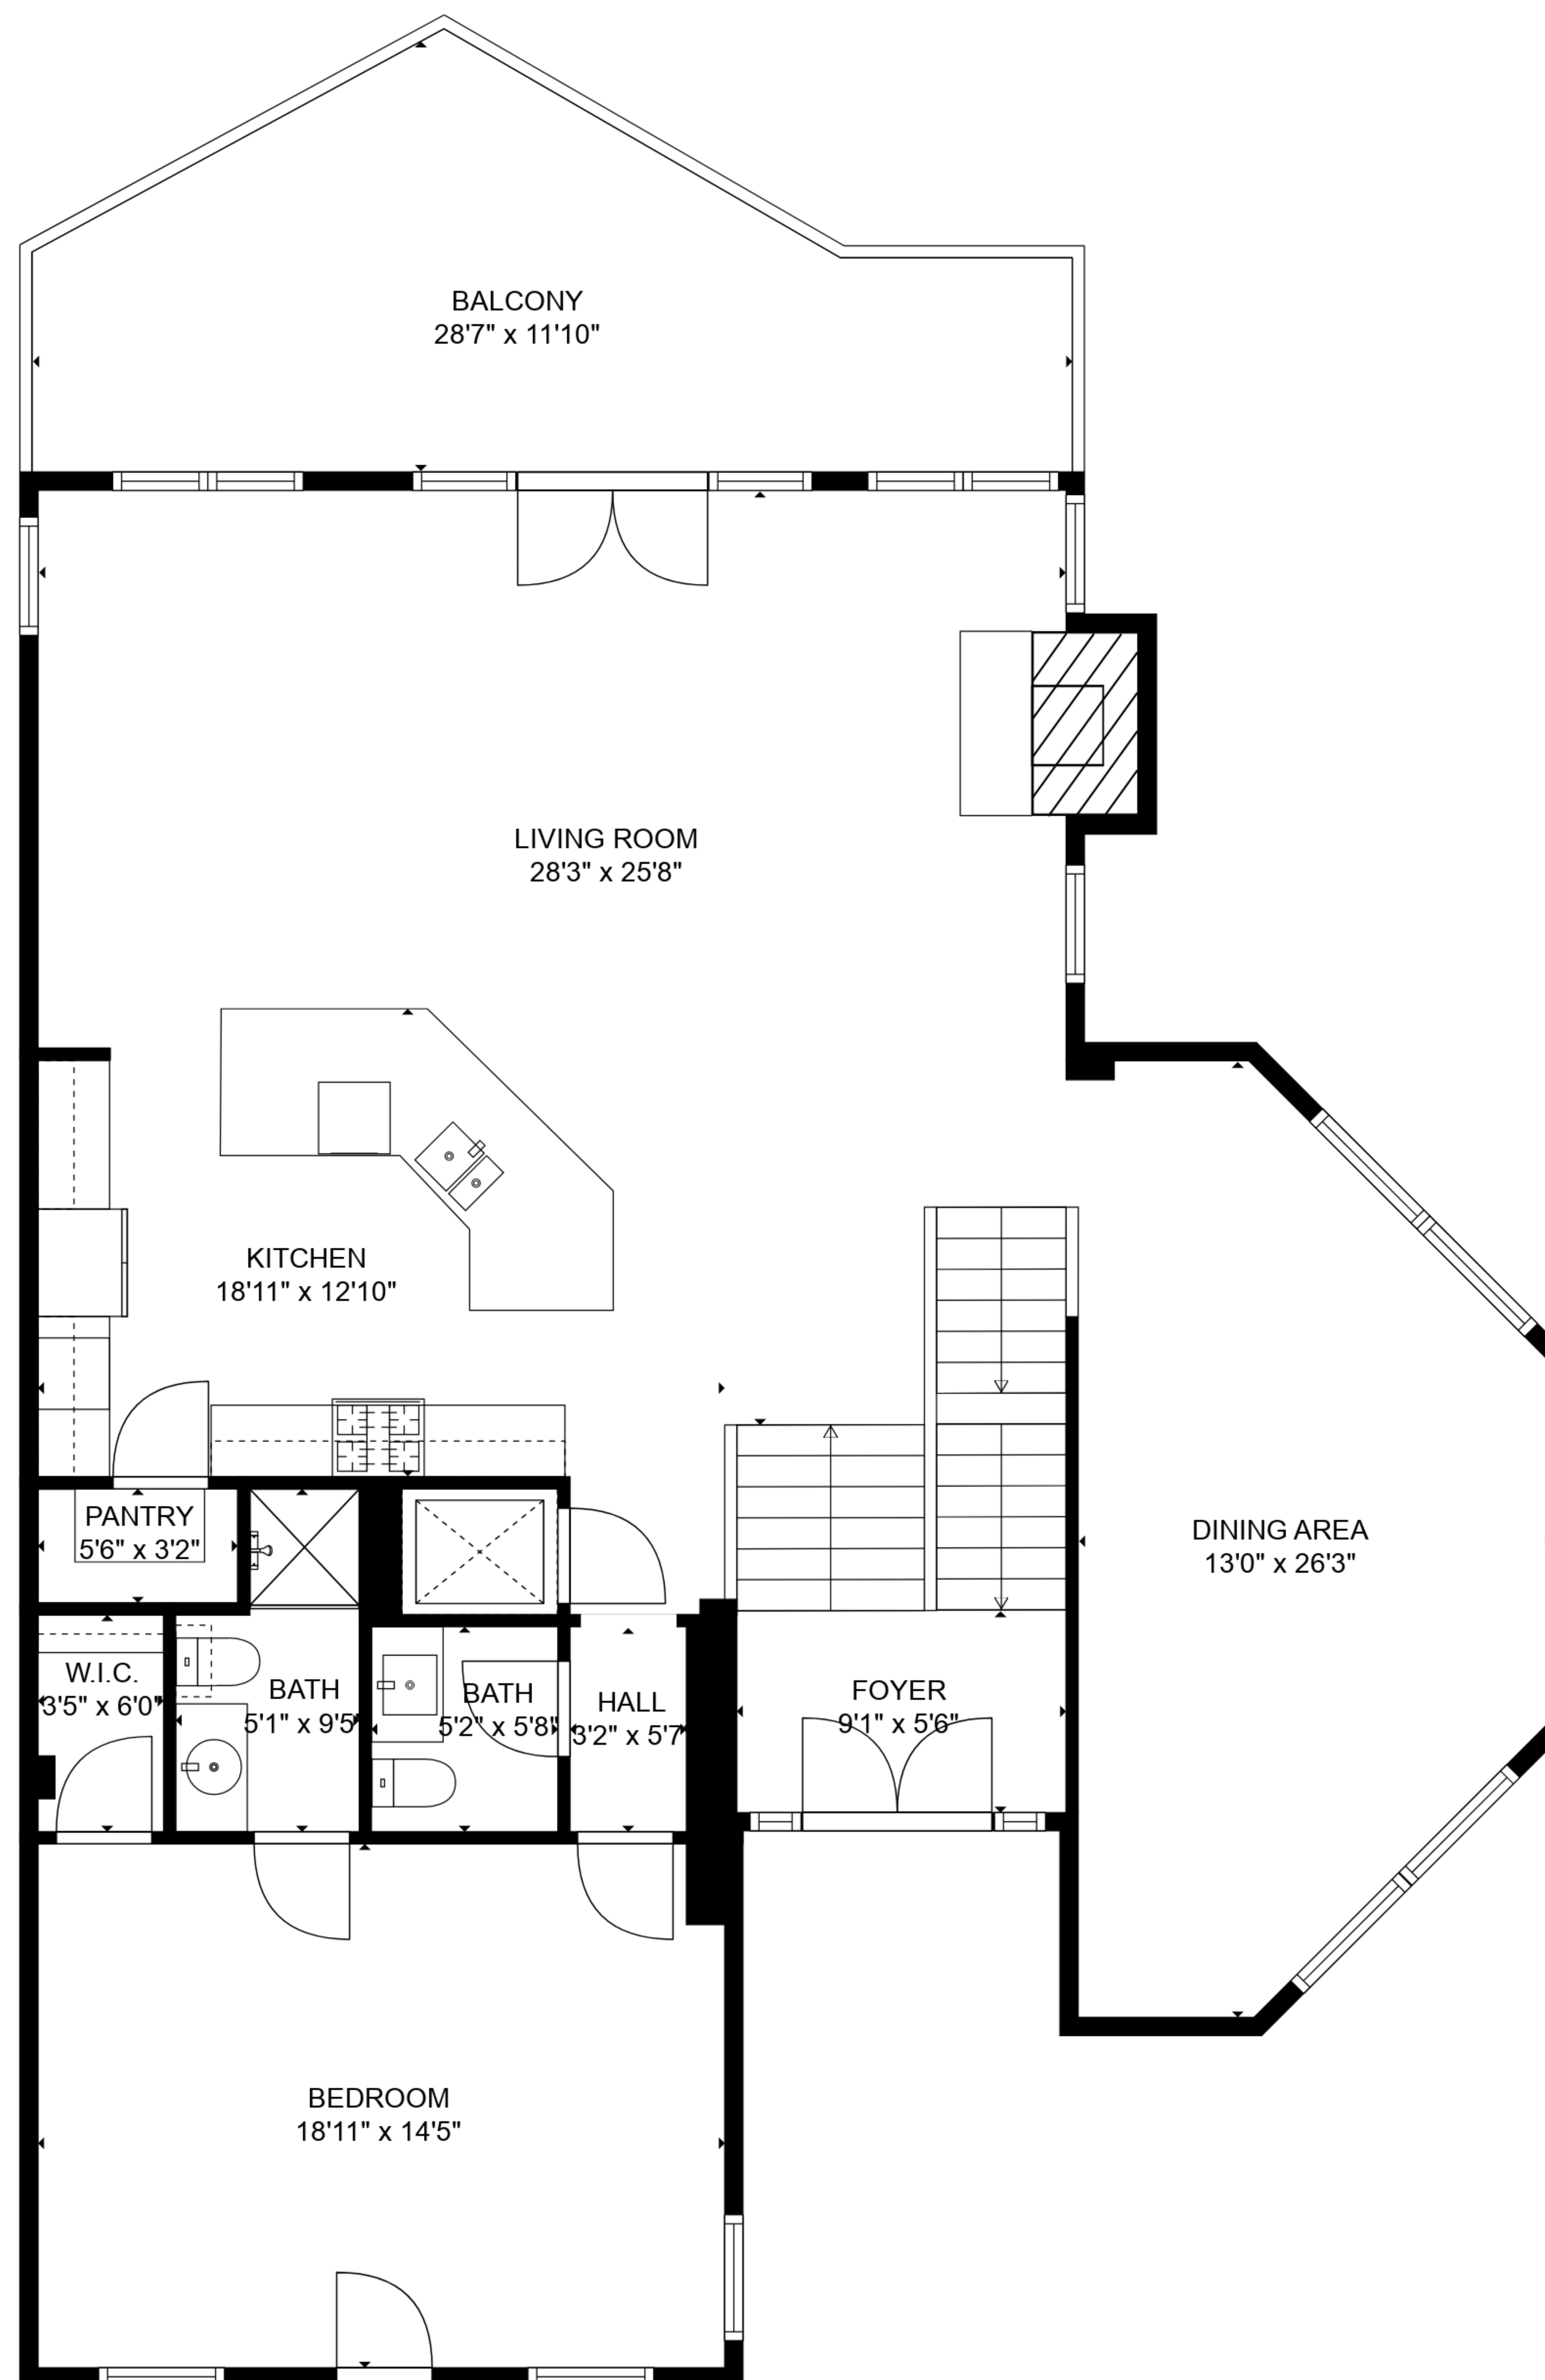 BALCONY
28'7" x 11'10"
LIVING ROOM
28'3" x 25'8"
KITCHEN
18'11" x 12'10"
PANTRY
5'6" x 3'2"
DINING AREA
13'0" x 26'3"
W.I.C.
3'5" x 6'0"
BATH
5'1" x 9'5"
BATH
5'2" x 5'8"
HALL
3'2" x 5'7"
FOYER
9'1" x 5'6"
BEDROOM
18'11" x 14'5"